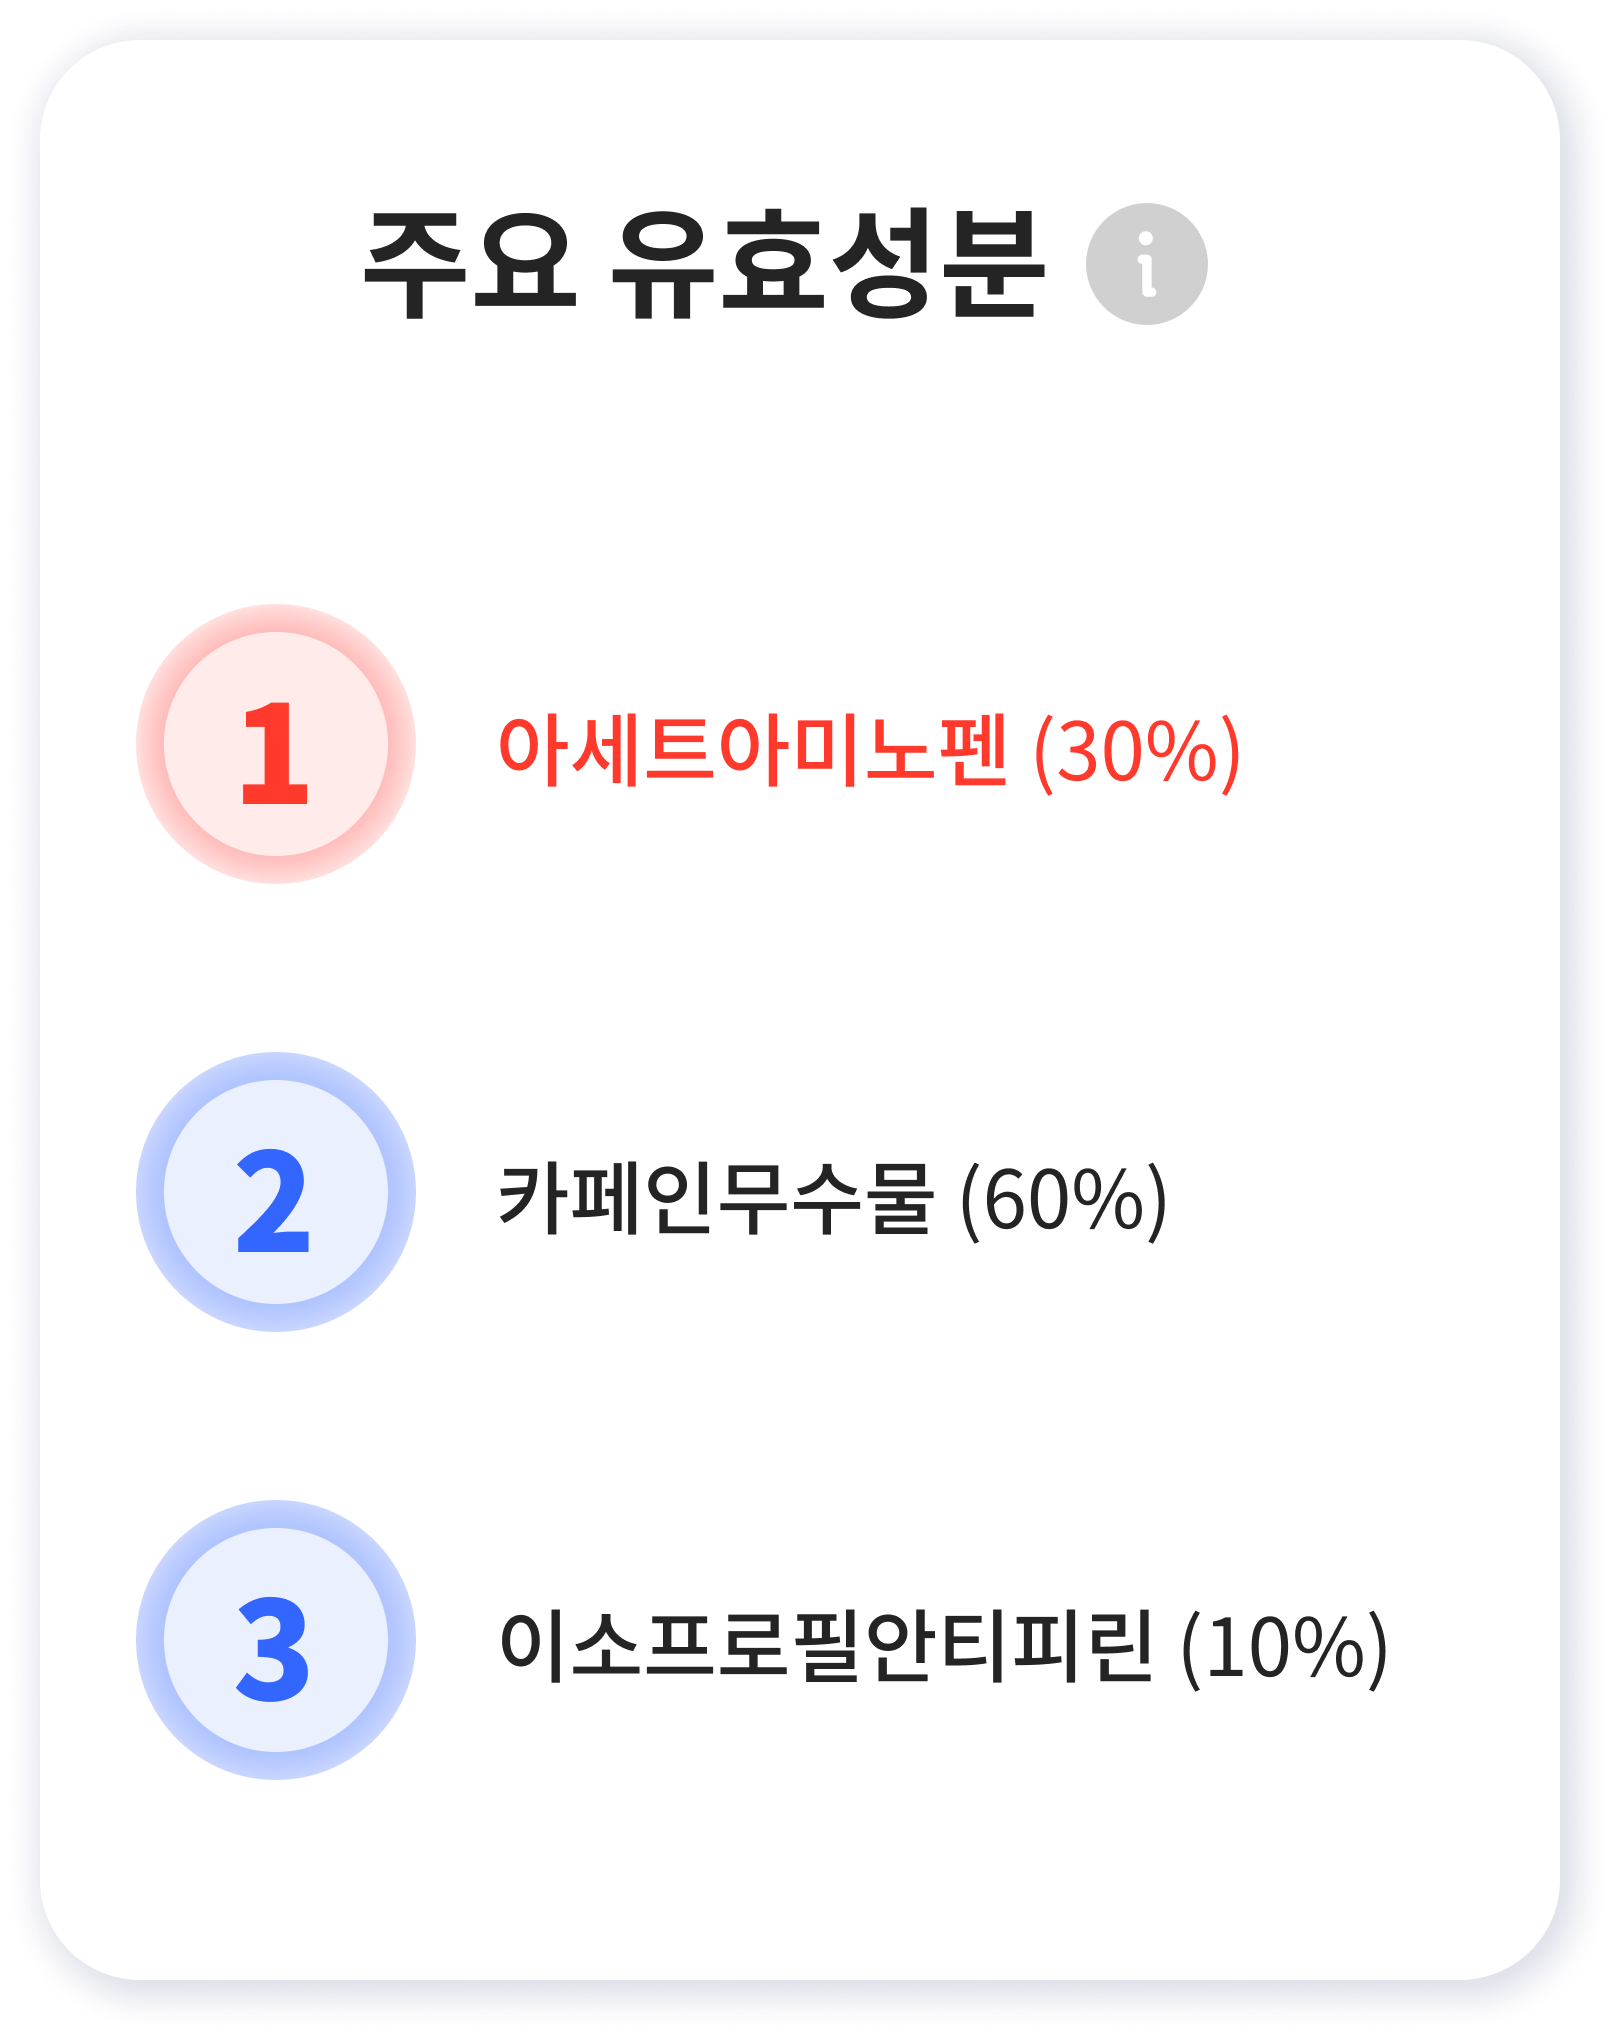 주요 유효성분 i
1 아세트아미노펜 (30%)
2 카페인무수물 (60%)
3 이소프로필안티피린 (10%)